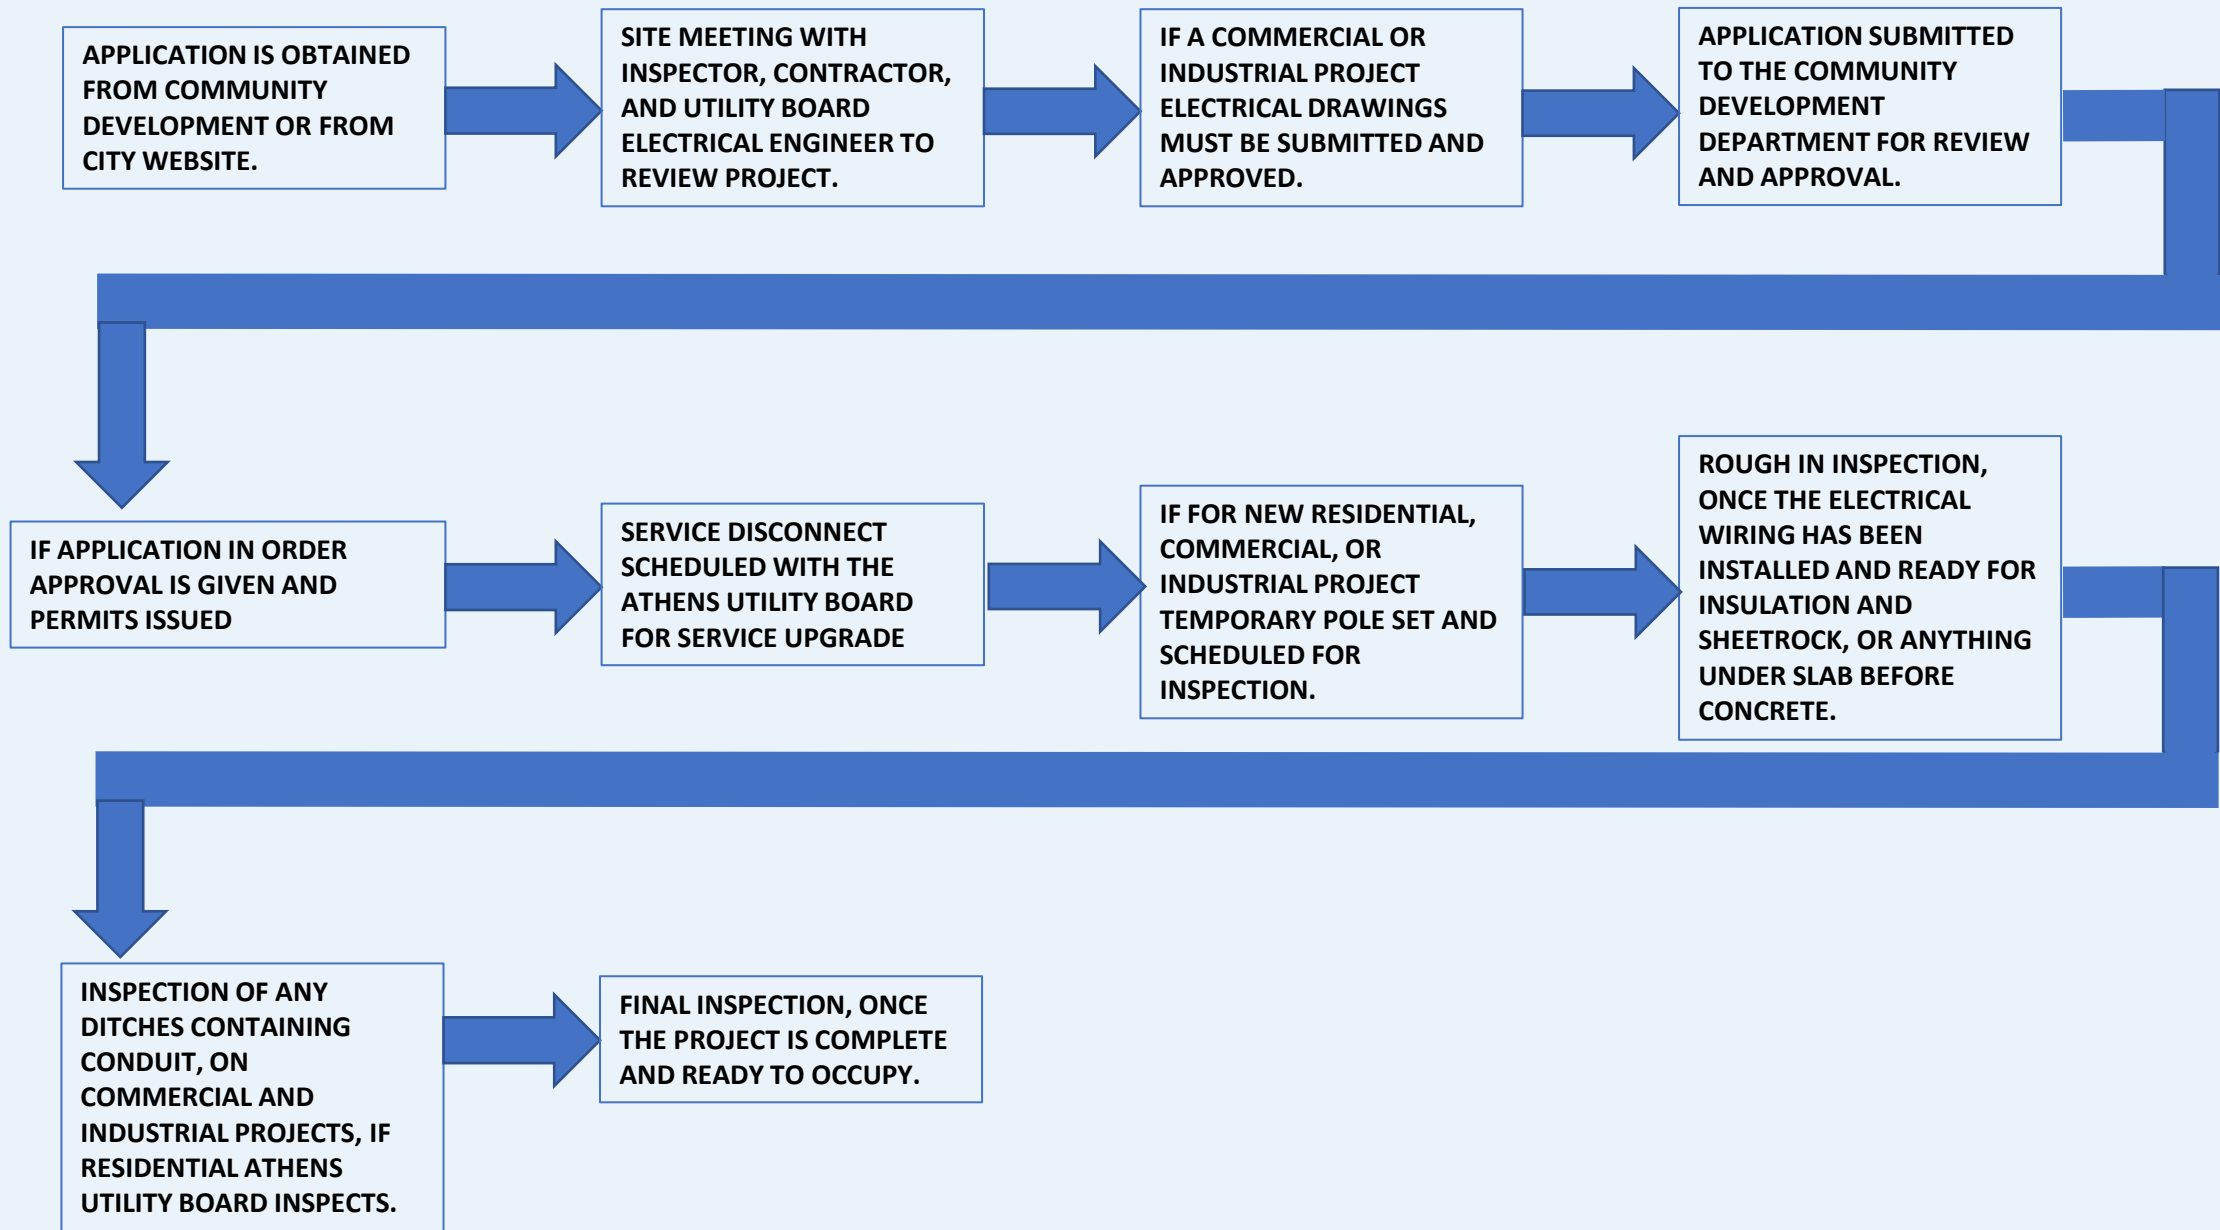 APPLICATION IS OBTAINED
FROM COMMUNITY
DEVELOPMENT OR FROM
CITY WEBSITE.
SITE MEETING WITH
INSPECTOR, CONTRACTOR,
AND UTILITY BOARD
ELECTRICAL ENGINEER TO
REVIEW PROJECT.
IF A COMMERCIAL OR
INDUSTRIAL PROJECT
ELECTRICAL DRAWINGS
MUST BE SUBMITTED AND
APPROVED.
APPLICATION SUBMITTED
TO THE COMMUNITY
DEVELOPMENT
DEPARTMENT FOR REVIEW
AND APPROVAL.
IF APPLICATION IN ORDER
APPROVAL IS GIVEN AND
PERMITS ISSUED
SERVICE DISCONNECT
SCHEDULED WITH THE
ATHENS UTILITY BOARD
FOR SERVICE UPGRADE
IF FOR NEW RESIDENTIAL,
COMMERCIAL, OR
INDUSTRIAL PROJECT
TEMPORARY POLE SET AND
SCHEDULED FOR
INSPECTION.
ROUGH IN INSPECTION,
ONCE THE ELECTRICAL
WIRING HAS BEEN
INSTALLED AND READY FOR
INSULATION AND
SHEETROCK, OR ANYTHING
UNDER SLAB BEFORE
CONCRETE.
INSPECTION OF ANY
DITCHES CONTAINING
CONDUIT, ON
COMMERCIAL AND
INDUSTRIAL PROJECTS, IF
RESIDENTIAL ATHENS
UTILITY BOARD INSPECTS.
FINAL INSPECTION, ONCE
THE PROJECT IS COMPLETE
AND READY TO OCCUPY.